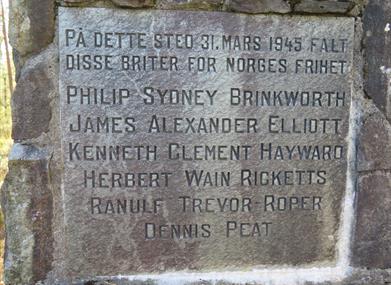 PÅ DETTE STED 31. MARS 1945 FALT
DISSE BRITER FOR NORGES FRIHET
PHILIP SYDNEY BRINKWORTH
JAMES ALEXANDER ELLIOTT
KENNETH CLEMENT HAYWARD
HERBERT WAIN RICKETTS
RANULF TREVOR-ROPER
DENNIS PEAT